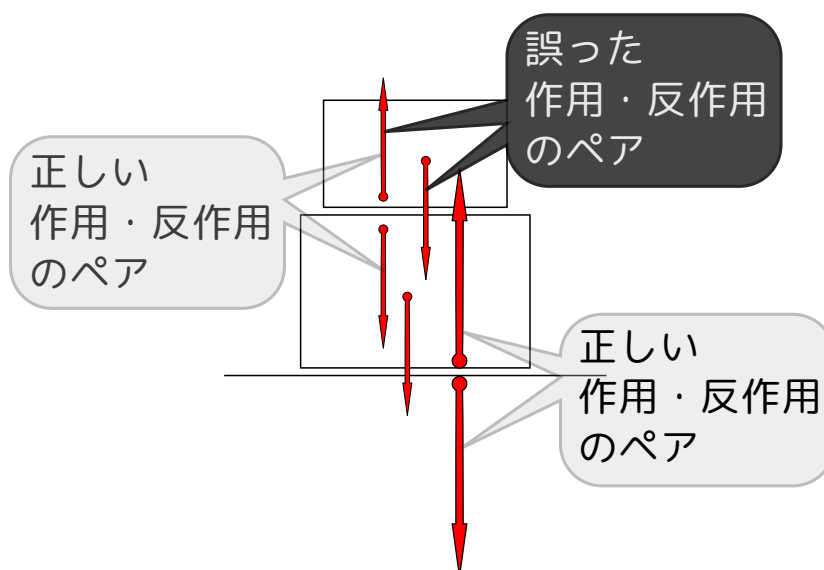 誤った
作用・反作用
のペア
正しい
作用・反作用
のペア
正しい
作用・反作用
のペア